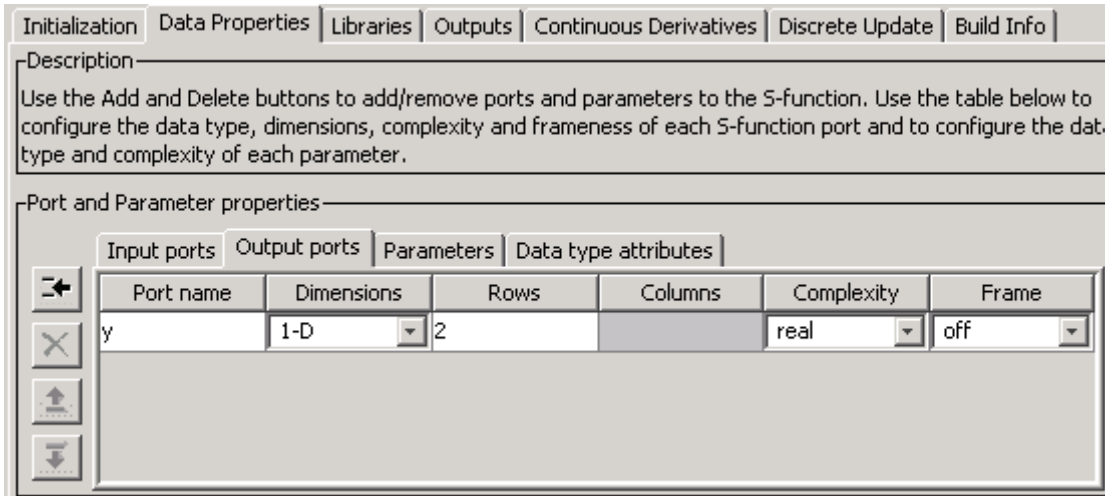 Initialization Data Properties Libraries Outputs Continuous Derivatives Discrete Update Build Info
Description
Use the Add and Delete buttons to add/remove ports and parameters to the S-function. Use the table below to
configure the data type, dimensions, complexity and frameness of each S-function port and to configure the dat
type and complexity of each parameter.
Port and Parameter properties
Input ports Output ports Parameters Data type attributes
Port name Dimensions Rows Columns Complexity Frame
y 1-D 2 real off